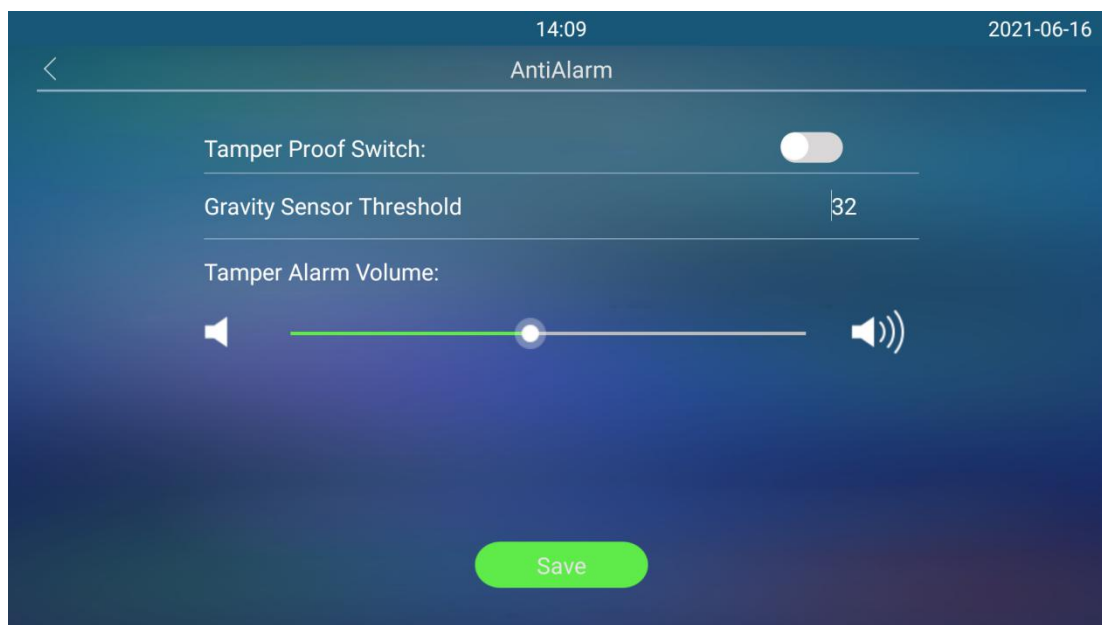 14:09 2021-06-16
AntiAlarm
Tamper Proof Switch:
Gravity Sensor Threshold 32
Tamper Alarm Volume:
Save